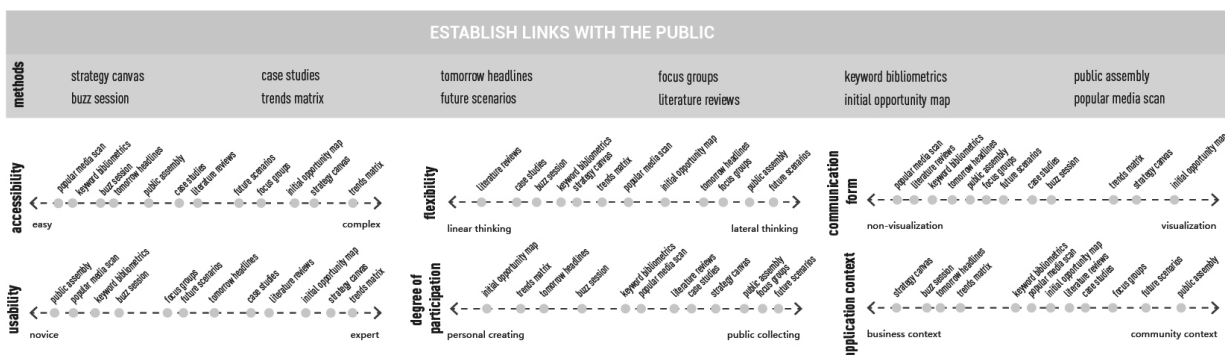 ESTABLISH LINKS WITH THE PUBLIC
methods
strategy canvas
case studies
tomorrow headlines
focus groups
keyword bibliometrics
public assembly
buzz session
trends matrix
future scenarios
literature reviews
initial opportunity map
popular media scan
accessibility
popular media scan
keyword bibliometrics
buzz session
tomorrow headlines
public assembly
case studies
literature reviews
future scenarios
focus groups
initial opportunity map
strategy canvas
trends matrix
easy
complex
flexibility
literature reviews
case studies
buzz session
keyword bibliometrics
strategy canvas
trends matrix
popular media scan
initial opportunity map
tomorrow headlines
focus groups
public assembly
future scenarios
linear thinking
lateral thinking
communication
form
popular media scan
literature reviews
keyword bibliometrics
tomorrow headlines
public assembly
focus groups
future scenarios
case studies
buzz session
trends matrix
strategy canvas
initial opportunity map
non-visualization
visualization
usability
public assembly
popular media scan
keyword bibliometrics
buzz session
focus groups
future scenarios
tomorrow headlines
case studies
literature reviews
initial opportunity map
strategy canvas
trends matrix
novice
expert
degree of
participation
initial opportunity map
trends matrix
tomorrow headlines
buzz session
keyword bibliometrics
popular media scan
literature reviews
case studies
strategy canvas
public assembly
focus groups
future scenarios
personal creating
public collecting
application context
strategy canvas
buzz session
tomorrow headlines
trends matrix
keyword bibliometrics
popular media scan
initial opportunity map
literature reviews
case studies
focus groups
future scenarios
public assembly
business context
community context